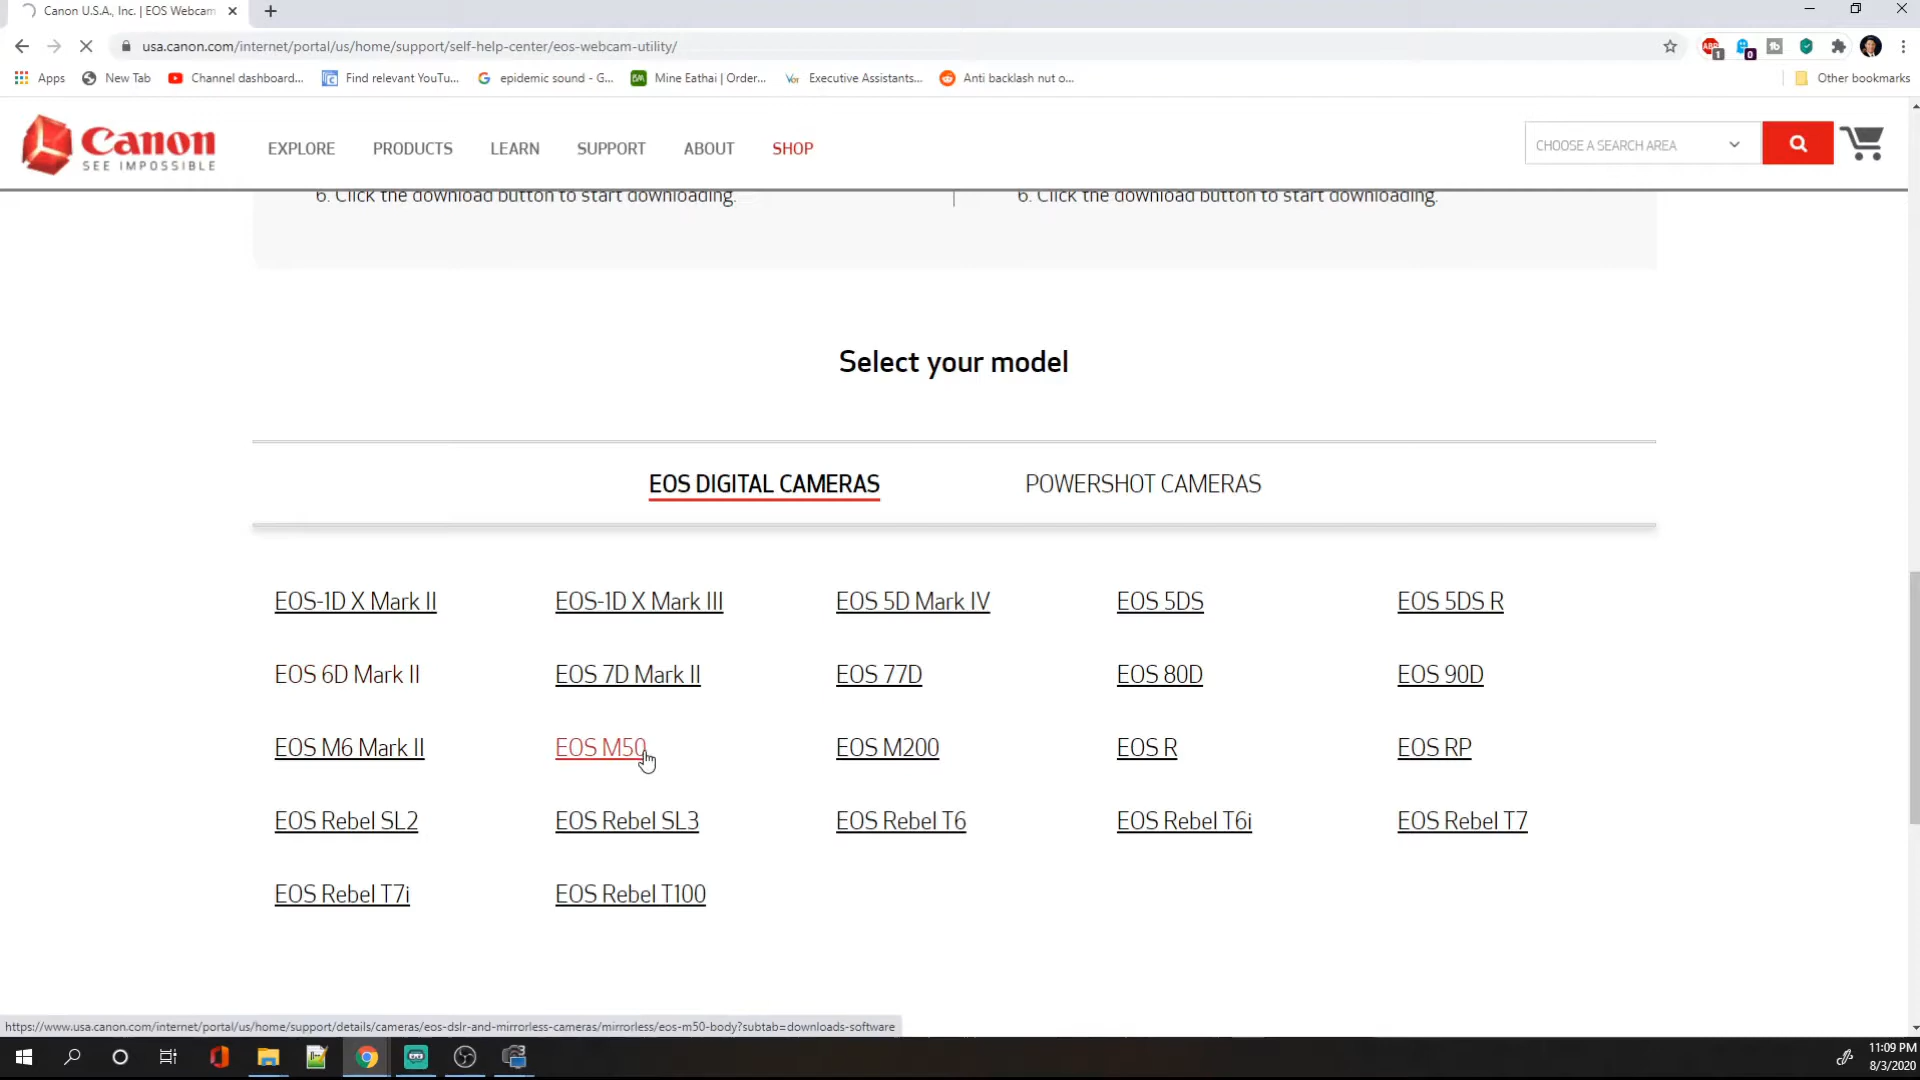 Canon U.S.A., Inc. | EOS Webcam
usa.canon.com/internet/portal/us/home/support/self-help-center/eos-webcam-utility/
Apps New Tab Channel dashboard... Find relevant YouTu... epidemic sound - G... Mine Eathai | Order... Executive Assistants... Anti backlash nut o... Other bookmarks
Canon
SEE IMPOSSIBLE
EXPLORE PRODUCTS LEARN SUPPORT ABOUT SHOP
CHOOSE A SEARCH AREA
6. Click the download button to start downloading. 6. Click the download button to start downloading.
Select your model
EOS DIGITAL CAMERAS POWERSHOT CAMERAS
EOS-1D X Mark II EOS-1D X Mark III EOS 5D Mark IV EOS 5DS EOS 5DS R
EOS 6D Mark II EOS 7D Mark II EOS 77D EOS 80D EOS 90D
EOS M6 Mark II EOS M50 EOS M200 EOS R EOS RP
EOS Rebel SL2 EOS Rebel SL3 EOS Rebel T6 EOS Rebel T6i EOS Rebel T7
EOS Rebel T7i EOS Rebel T100
https://www.usa.canon.com/internet/portal/us/home/support/details/cameras/eos-dslr-and-mirrorless-cameras/mirrorless/eos-m50-body?subtab=downloads-software
11:09 PM
8/3/2020